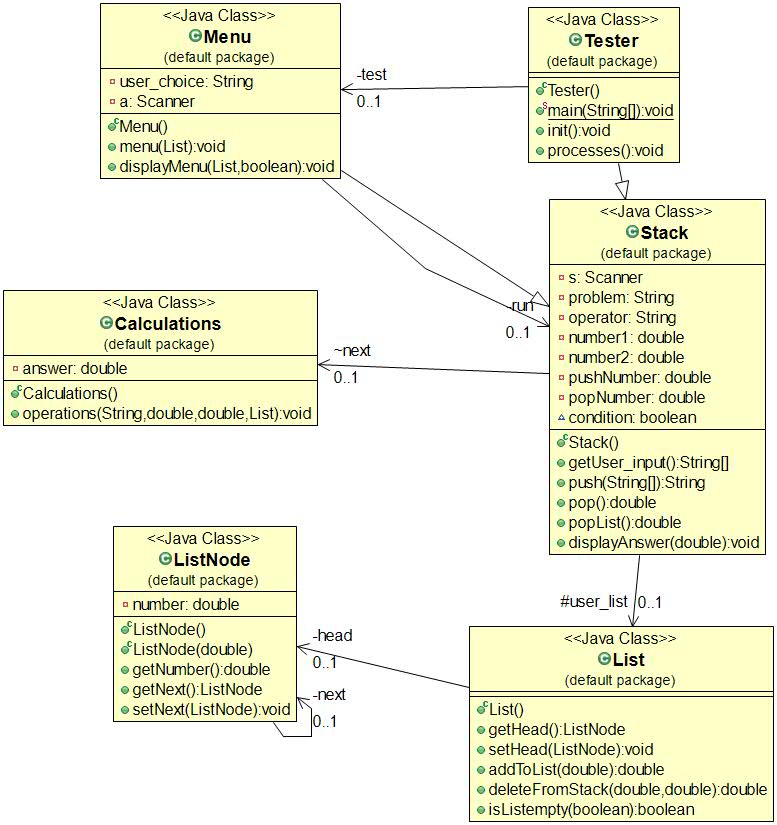 <<Java Class>>
Menu
(default package)
user_choice: String
a: Scanner
Menu()
menu(List):void
displayMenu(List,boolean):void
<<Java Class>>
Tester
(default package)
Tester()
main(String[]):void
init():void
processes():void
-test
0..1
<<Java Class>>
Stack
(default package)
s: Scanner
problem: String
operator: String
number1: double
number2: double
pushNumber: double
popNumber: double
condition: boolean
Stack()
getUser_input():String[]
push(String[]):String
pop():double
popList():double
displayAnswer(double):void
-run
0..1
<<Java Class>>
Calculations
(default package)
answer: double
Calculations()
operations(String,double,double,List):void
~next
0..1
<<Java Class>>
ListNode
(default package)
number: double
ListNode()
ListNode(double)
getNumber():double
getNext():ListNode
setNext(ListNode):void
-head
0..1
-next
0..1
#user_list
0..1
<<Java Class>>
List
(default package)
List()
getHead():ListNode
setHead(ListNode):void
addToList(double):double
deleteFromStack(double,double):double
isListempty(boolean):boolean